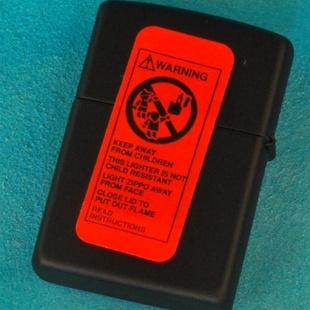 WARNING
KEEP AWAY
FROM CHILDREN
THIS LIGHTER IS NOT
CHILD RESISTANT
LIGHT ZIPPO AWAY
FROM FACE
CLOSE LID TO
PUT OUT FLAME
READ
INSTRUCTIONS